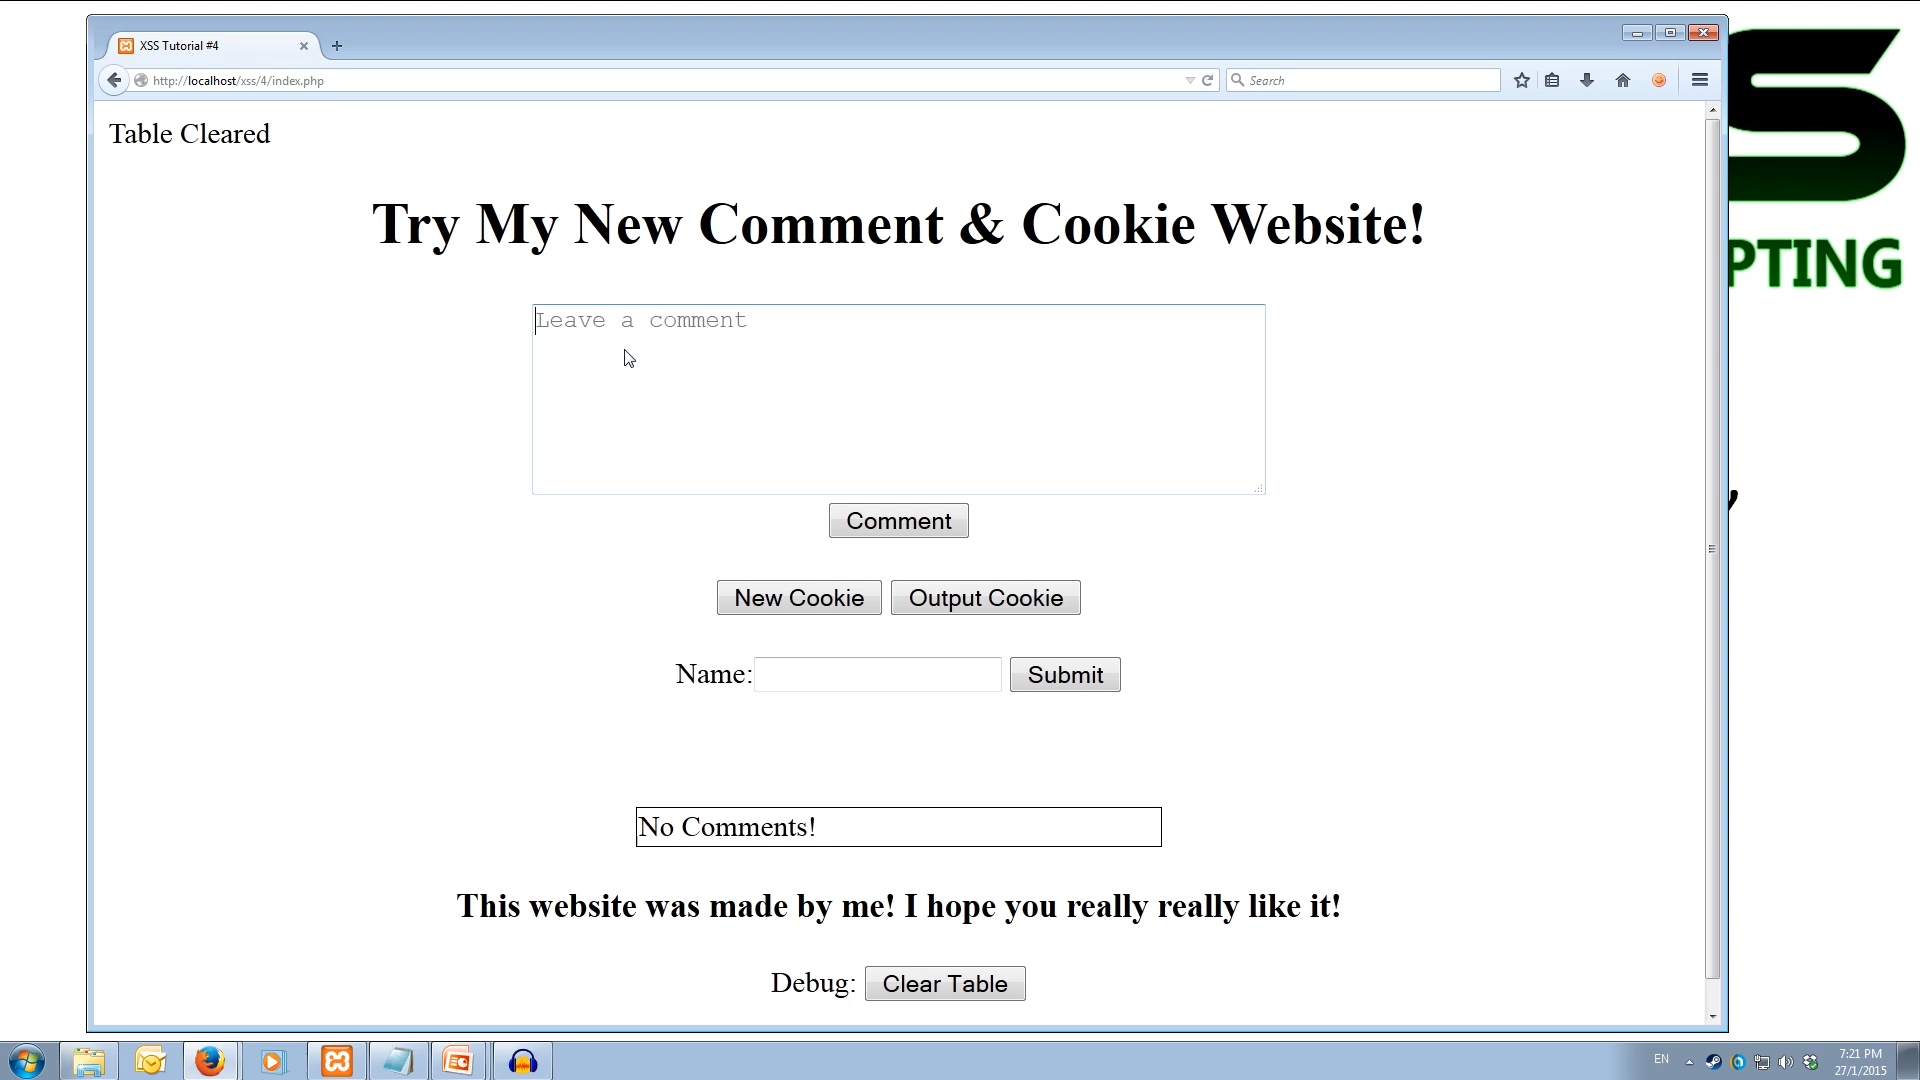 XSS Tutorial #4
http://localhost/xss/4/index.php
Search
Table Cleared
Try My New Comment & Cookie Website!
Leave a comment
Comment
New Cookie Output Cookie
Name: Submit
No Comments!
This website was made by me! I hope you really really like it!
Debug: Clear Table
S
PTING
EN
7:21 PM
27/1/2015